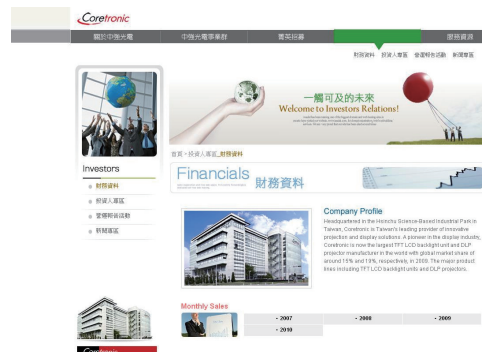 Coretronic
關於中強光電
中強光電事業群
菁英招募
服務資源
財務資料 投資人專區 營運報告活動 新聞專區
一觸可及的未來
Welcome to Investors Relations!
首頁 > 投資人專區_財務資料
Investors
財務資料
投資人專區
營運報告活動
新聞專區
Financials
財務資料
Company Profile
Headquartered in the Hsinchu Science-Based Industrial Park in
Taiwan, Coretronic is Taiwan's leading provider of innovative
projection and display solutions. A pioneer in the display industry,
Coretronic is now the largest TFT LCD backlight unit and DLP
projector manufacturer in the world with global market share of
around 15% and 19%, respectively, in 2009. The major product
lines including TFT LCD backlight units and DLP projectors.
Monthly Sales
- 2007
- 2008
- 2009
- 2010
Coretronic